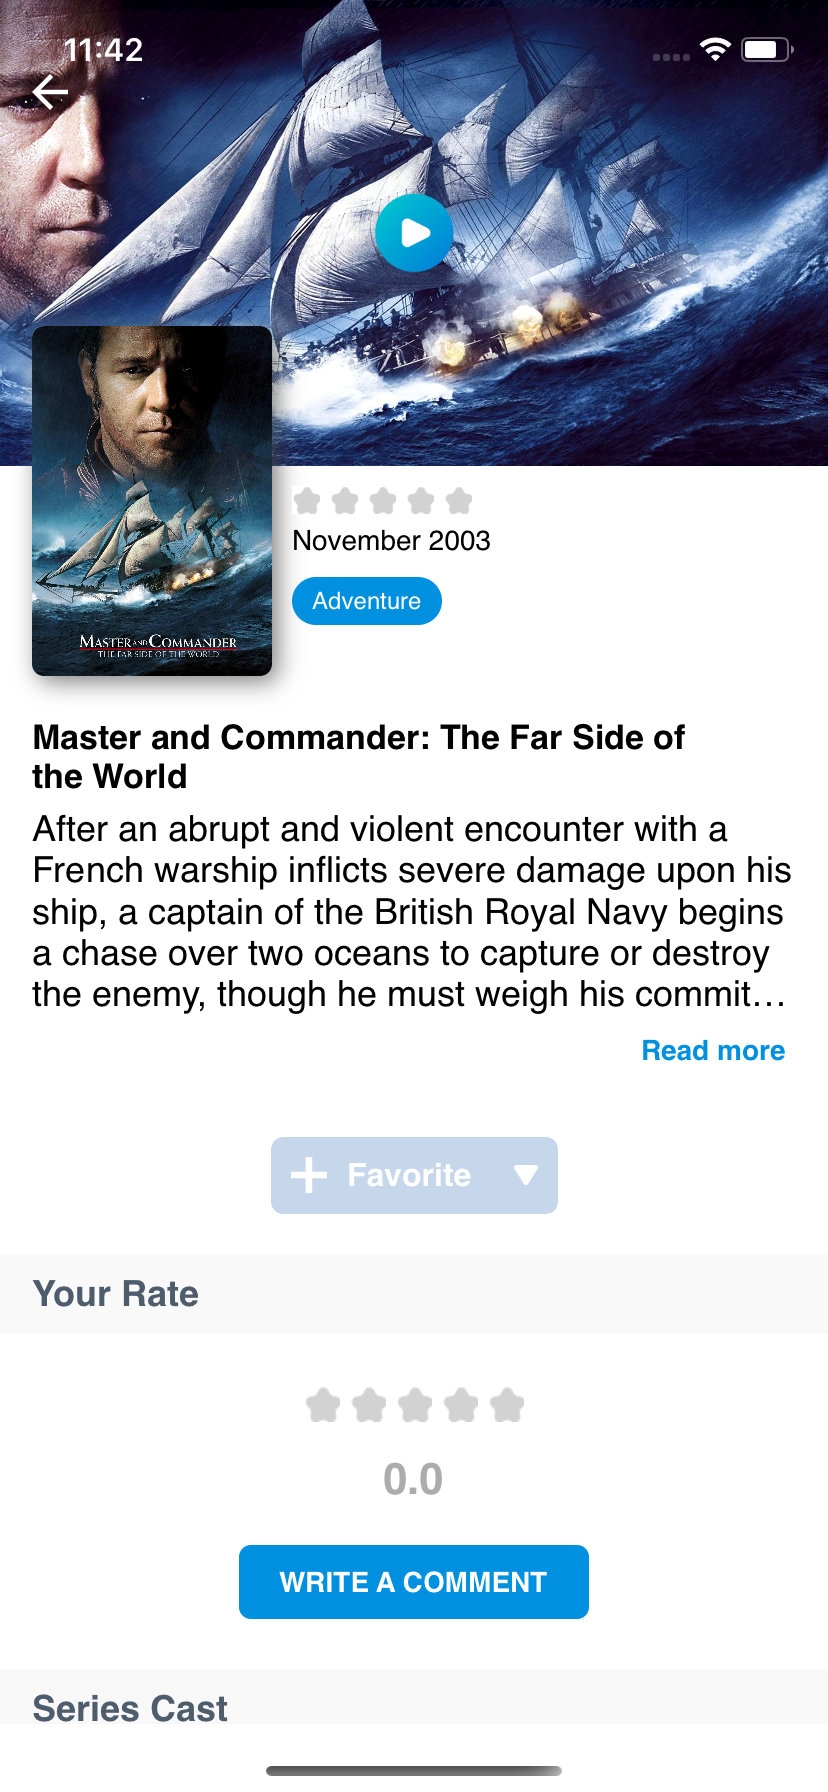 11:42
November 2003
Adventure
MASTER AND COMMANDER
THE FAR SIDE OF THE WORLD
Master and Commander: The Far Side of
the World
After an abrupt and violent encounter with a
French warship inflicts severe damage upon his
ship, a captain of the British Royal Navy begins
a chase over two oceans to capture or destroy
the enemy, though he must weigh his commit...
Read more
Favorite
Your Rate
0.0
WRITE A COMMENT
Series Cast